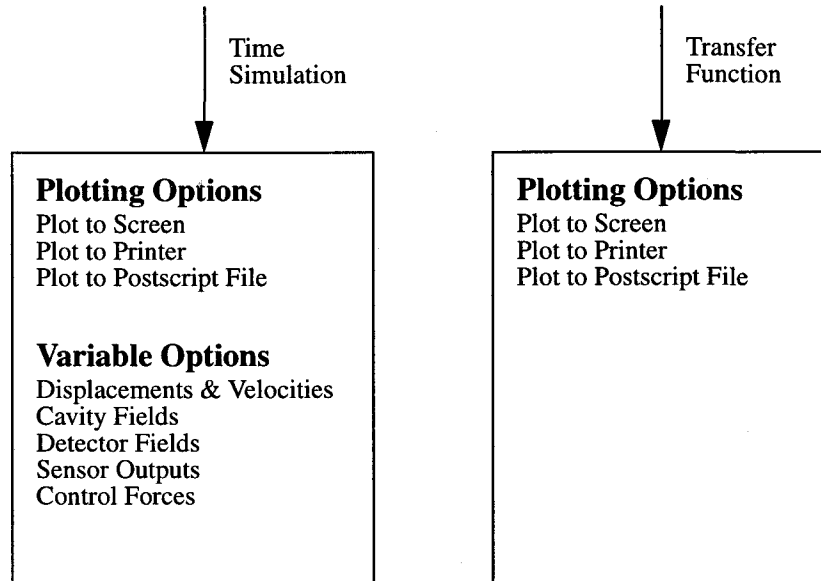 Time
Simulation
Transfer
Function
Plotting Options
Plot to Screen
Plot to Printer
Plot to Postscript File
Variable Options
Displacements & Velocities
Cavity Fields
Detector Fields
Sensor Outputs
Control Forces
Plotting Options
Plot to Screen
Plot to Printer
Plot to Postscript File